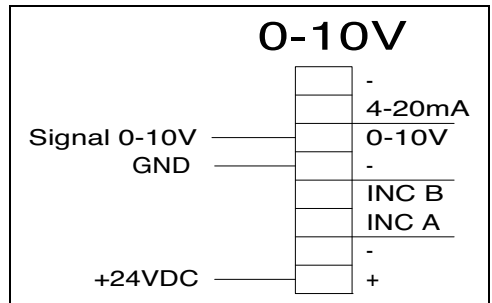 0-10V
-
4-20mA
Signal 0-10V 0-10V
GND -
INC B
INC A
-
+24VDC +